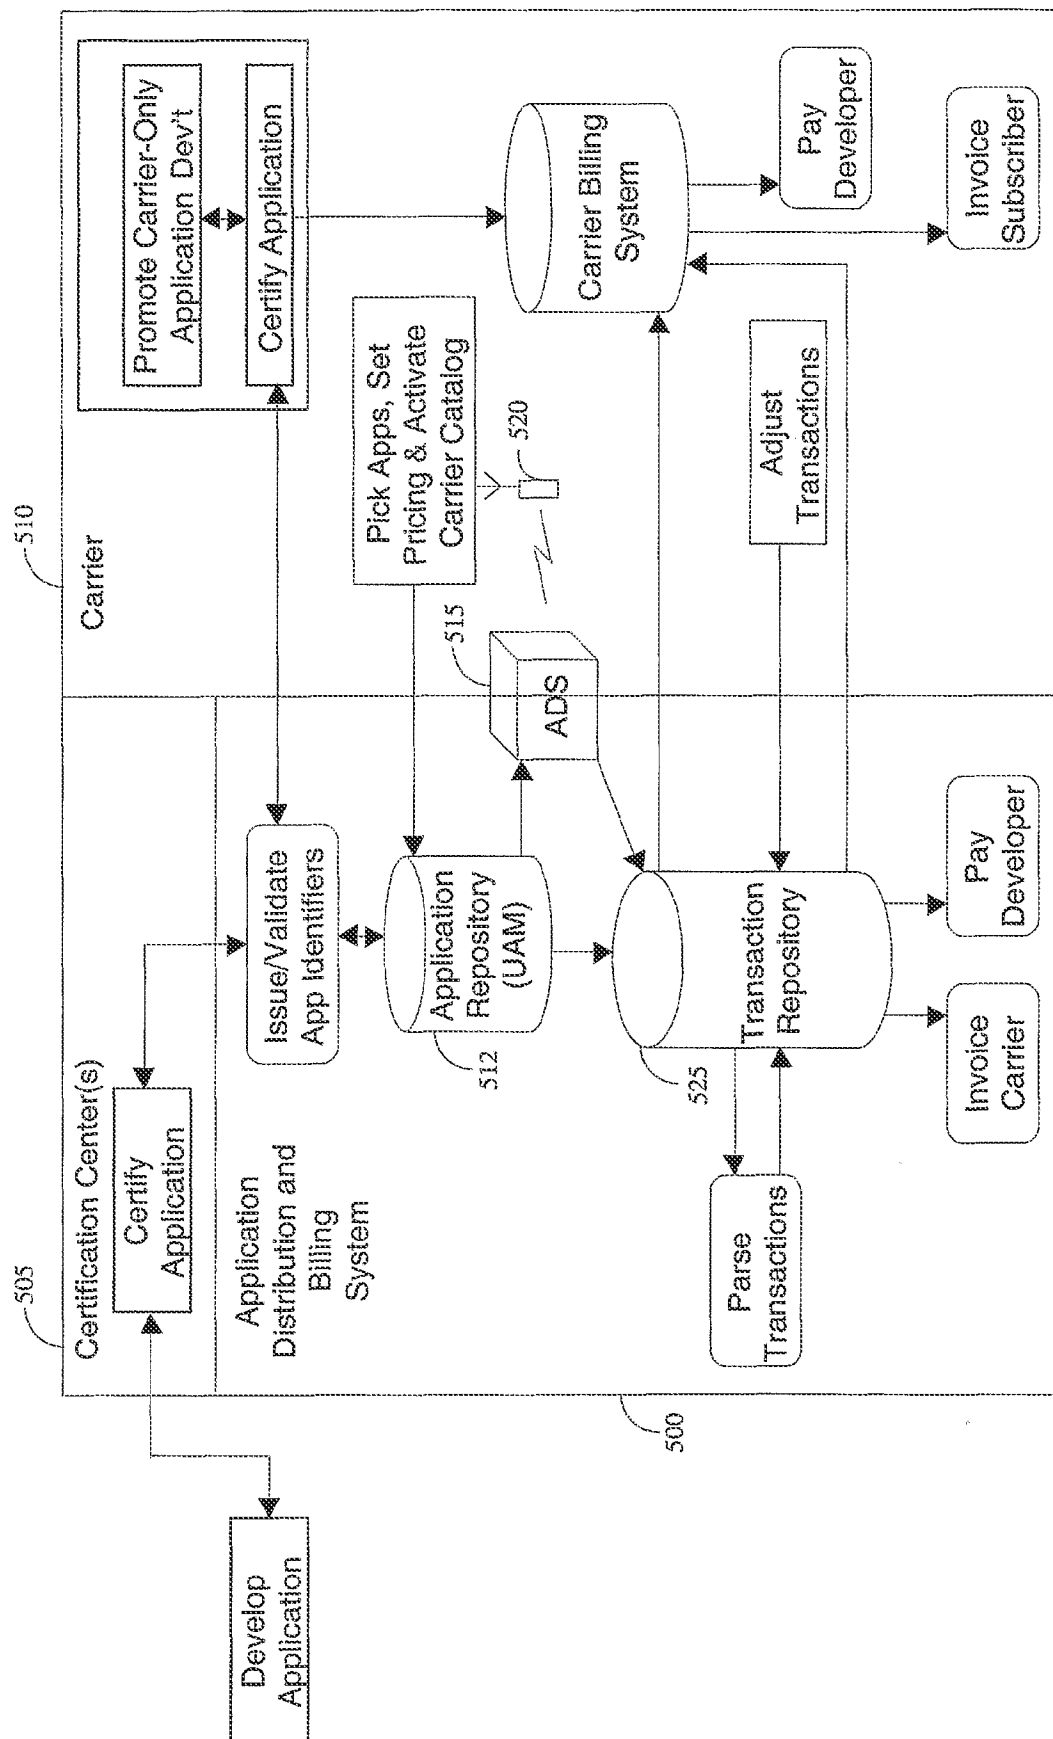 510
Carrier
Promote Carrier-Only
Application Dev't
Certify Application
Pick Apps, Set
Pricing & Activate
Carrier Catalog
520
Carrier Billing
System
Pay
Developer
Invoice
Subscriber
Adjust
Transactions
505
Certification Center(s)
Certify
Application
Develop
Application
Application
Distribution and
Billing
System
Issue/Validate
App Identifiers
Application
Repository
(UAM)
512
515
ADS
525
Transaction
Repository
Parse
Transactions
Invoice
Carrier
Pay
Developer
500